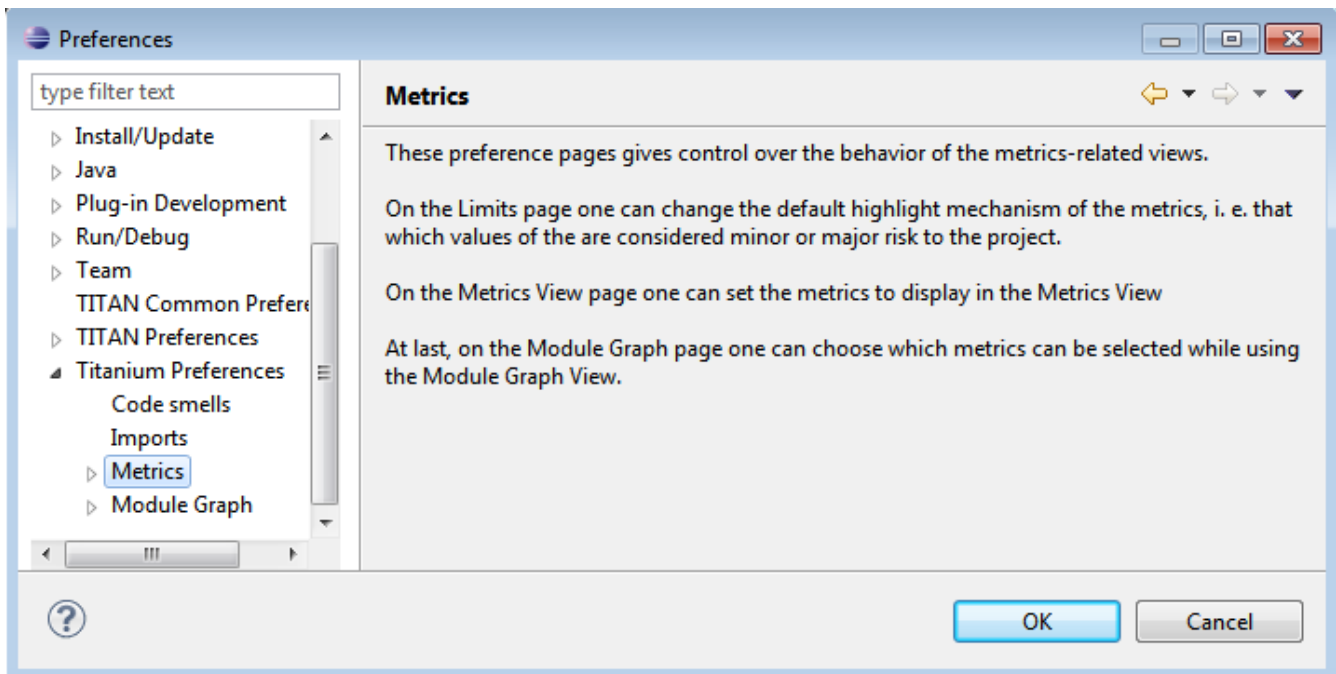 Preferences
type filter text
Install/Update
Java
Plug-in Development
Run/Debug
Team
TITAN Common Prefere
TITAN Preferences
Titanium Preferences
Code smells
Imports
Metrics
Module Graph
Metrics
These preference pages gives control over the behavior of the metrics-related views.
On the Limits page one can change the default highlight mechanism of the metrics, i. e. that
which values of the are considered minor or major risk to the project.
On the Metrics View page one can set the metrics to display in the Metrics View
At last, on the Module Graph page one can choose which metrics can be selected while using
the Module Graph View.
OK
Cancel